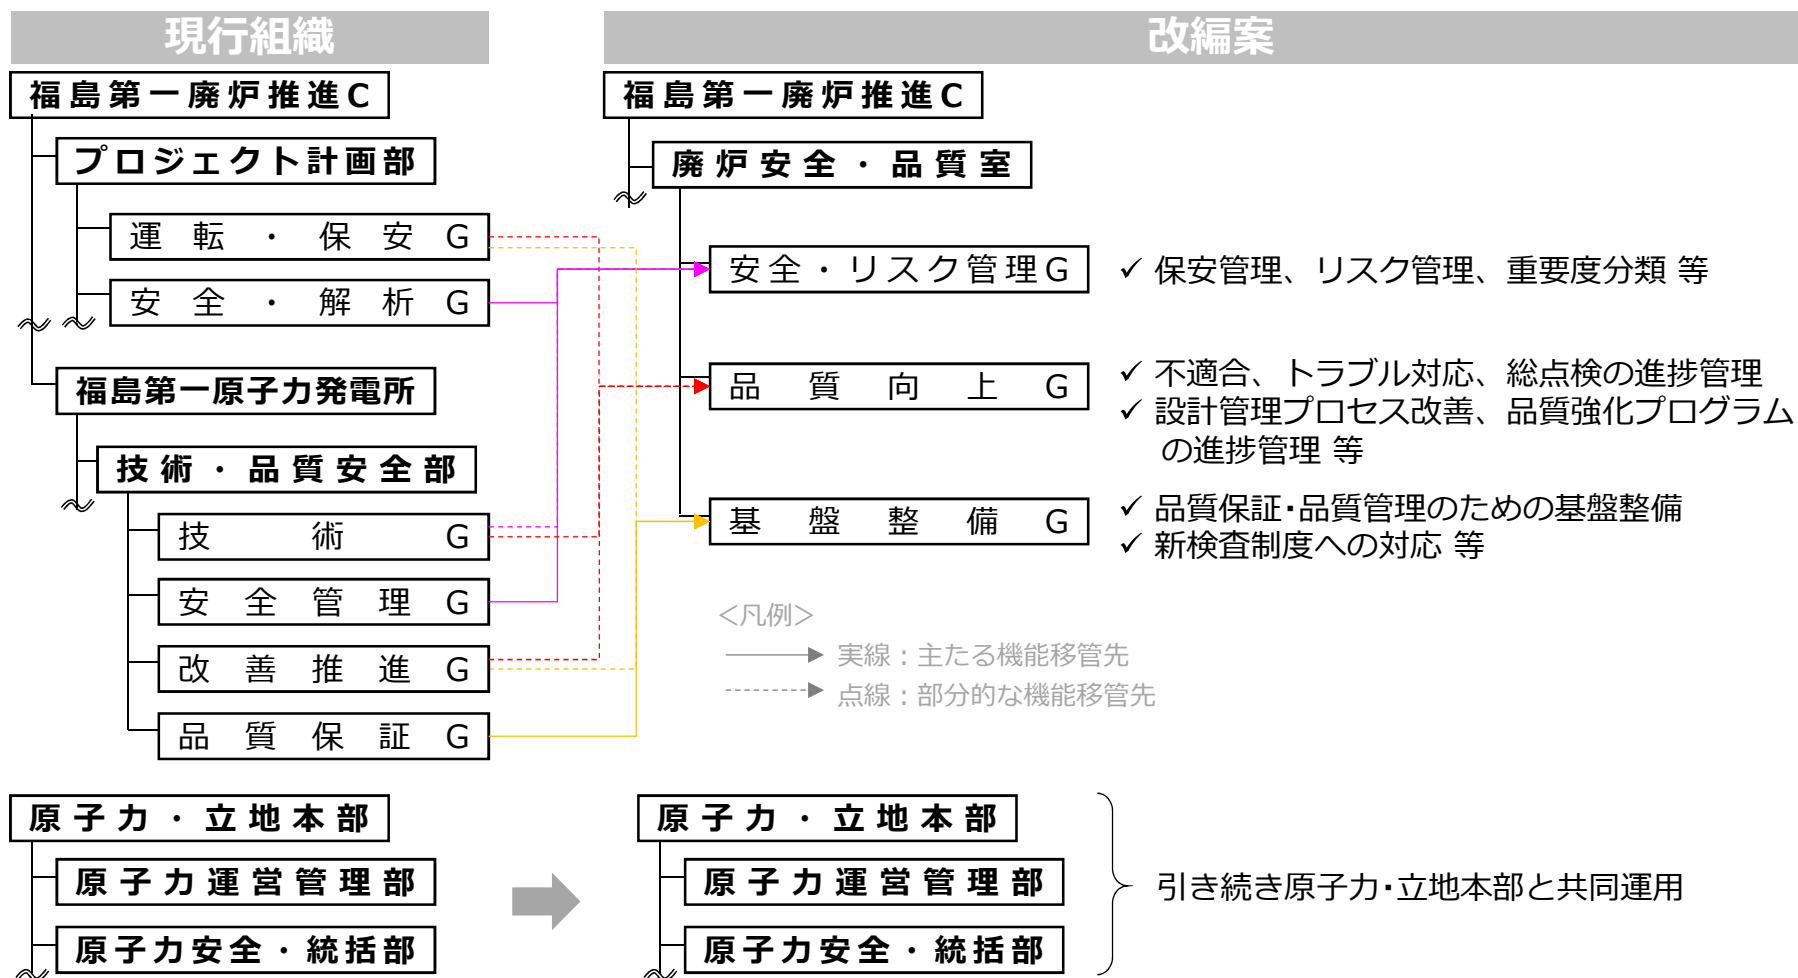 現行組織
福島第一廃炉推進C
プロジェクト計画部
運転・保安G
安全・解析G
福島第一原子力発電所
技術・品質安全部
技術G
安全管理G
改善推進G
品質保証G
改編案
福島第一廃炉推進C
廃炉安全・品質室
安全・リスク管理G
✓ 保安管理、リスク管理、重要度分類 等
品質向上G
✓ 不適合、トラブル対応、総点検の進捗管理
✓ 設計管理プロセス改善、品質強化プログラム
の進捗管理 等
基盤整備G
✓ 品質保証・品質管理のための基盤整備
✓ 新検査制度への対応 等
＜凡例＞
実線：主たる機能移管先
点線：部分的な機能移管先
原子力・立地本部
原子力運営管理部
原子力安全・統括部
原子力・立地本部
原子力運営管理部
原子力安全・統括部
引き続き原子力・立地本部と共同運用